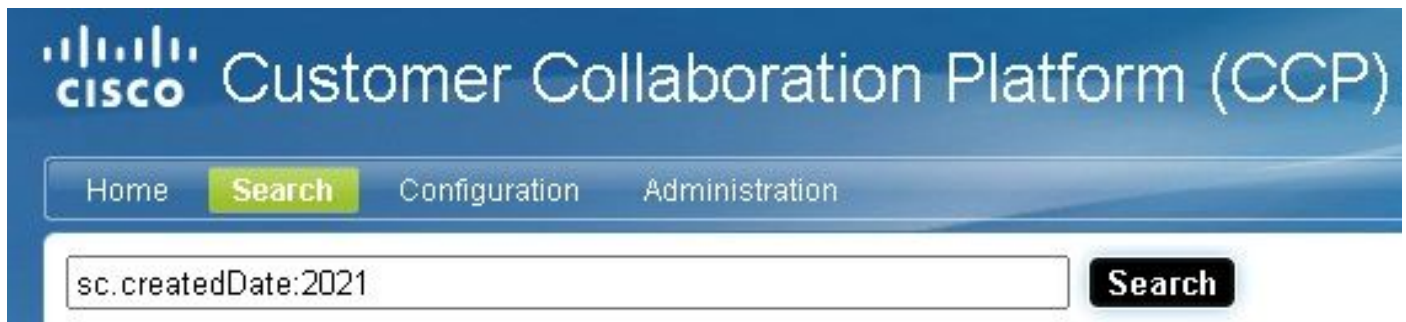 CISCO Customer Collaboration Platform (CCP)
Home Search Configuration Administration
sc.createdDate:2021 Search